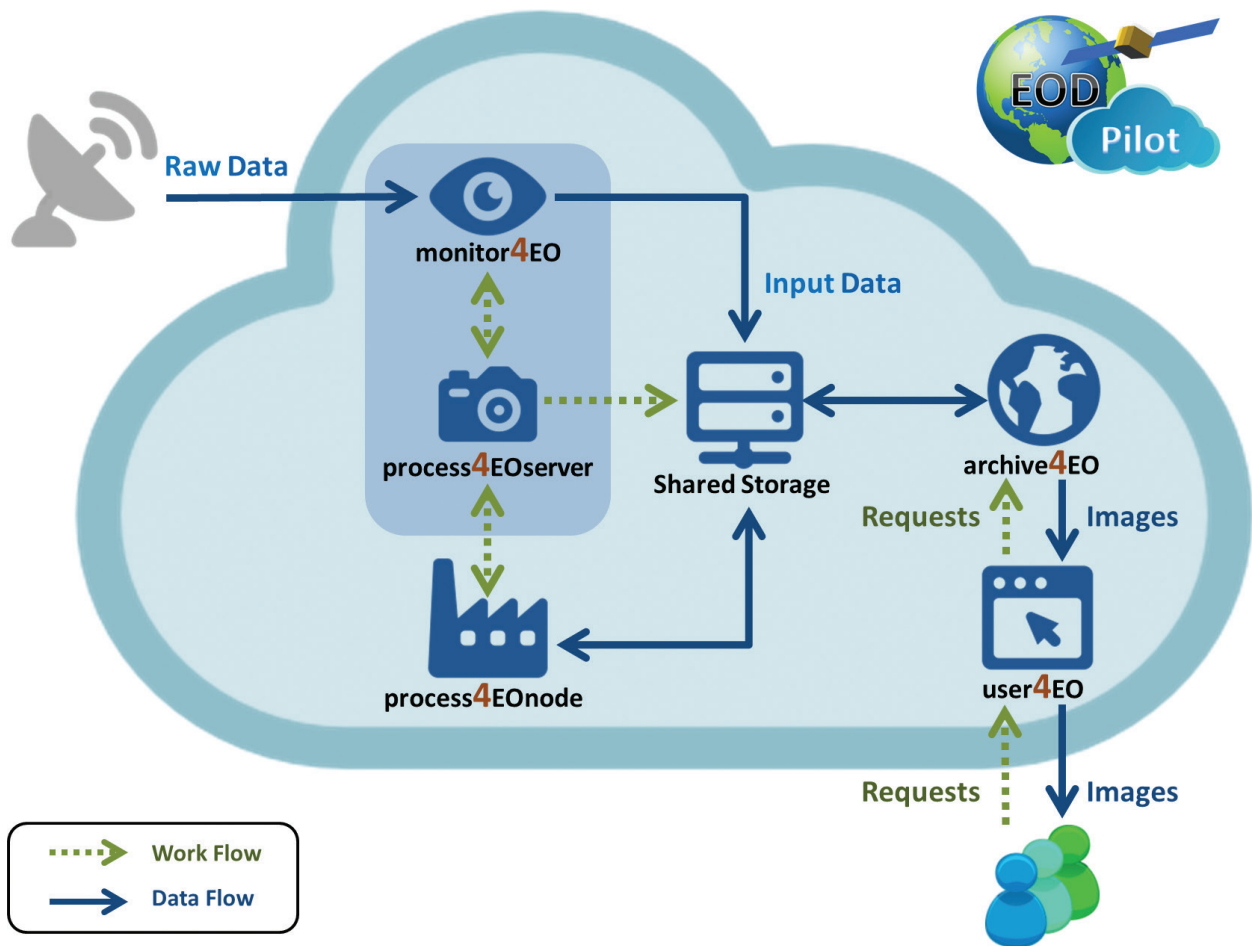 EOD
Pilot
Raw Data
monitor4EO
Input Data
process4EOserver
Shared Storage
archive4EO
Requests
Images
process4EOnode
user4EO
Requests
Images
Work Flow
Data Flow